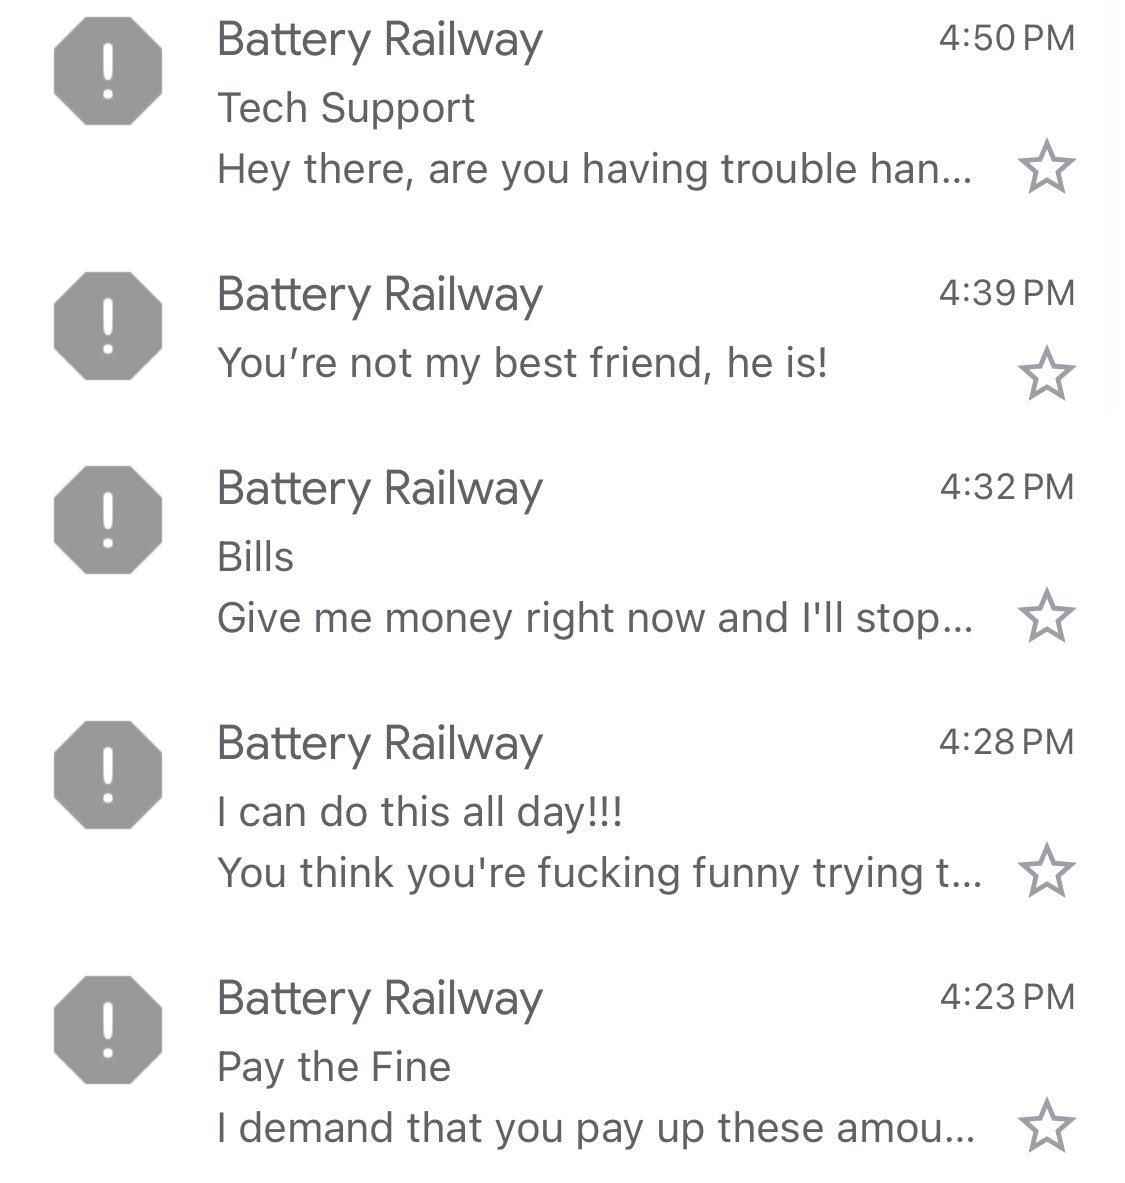 Battery Railway 4:50 PM
Tech Support
Hey there, are you having trouble han...
Battery Railway 4:39 PM
You’re not my best friend, he is!
Battery Railway 4:32 PM
Bills
Give me money right now and I'll stop...
Battery Railway 4:28 PM
I can do this all day!!!
You think you're fucking funny trying t...
Battery Railway 4:23 PM
Pay the Fine
I demand that you pay up these amou...